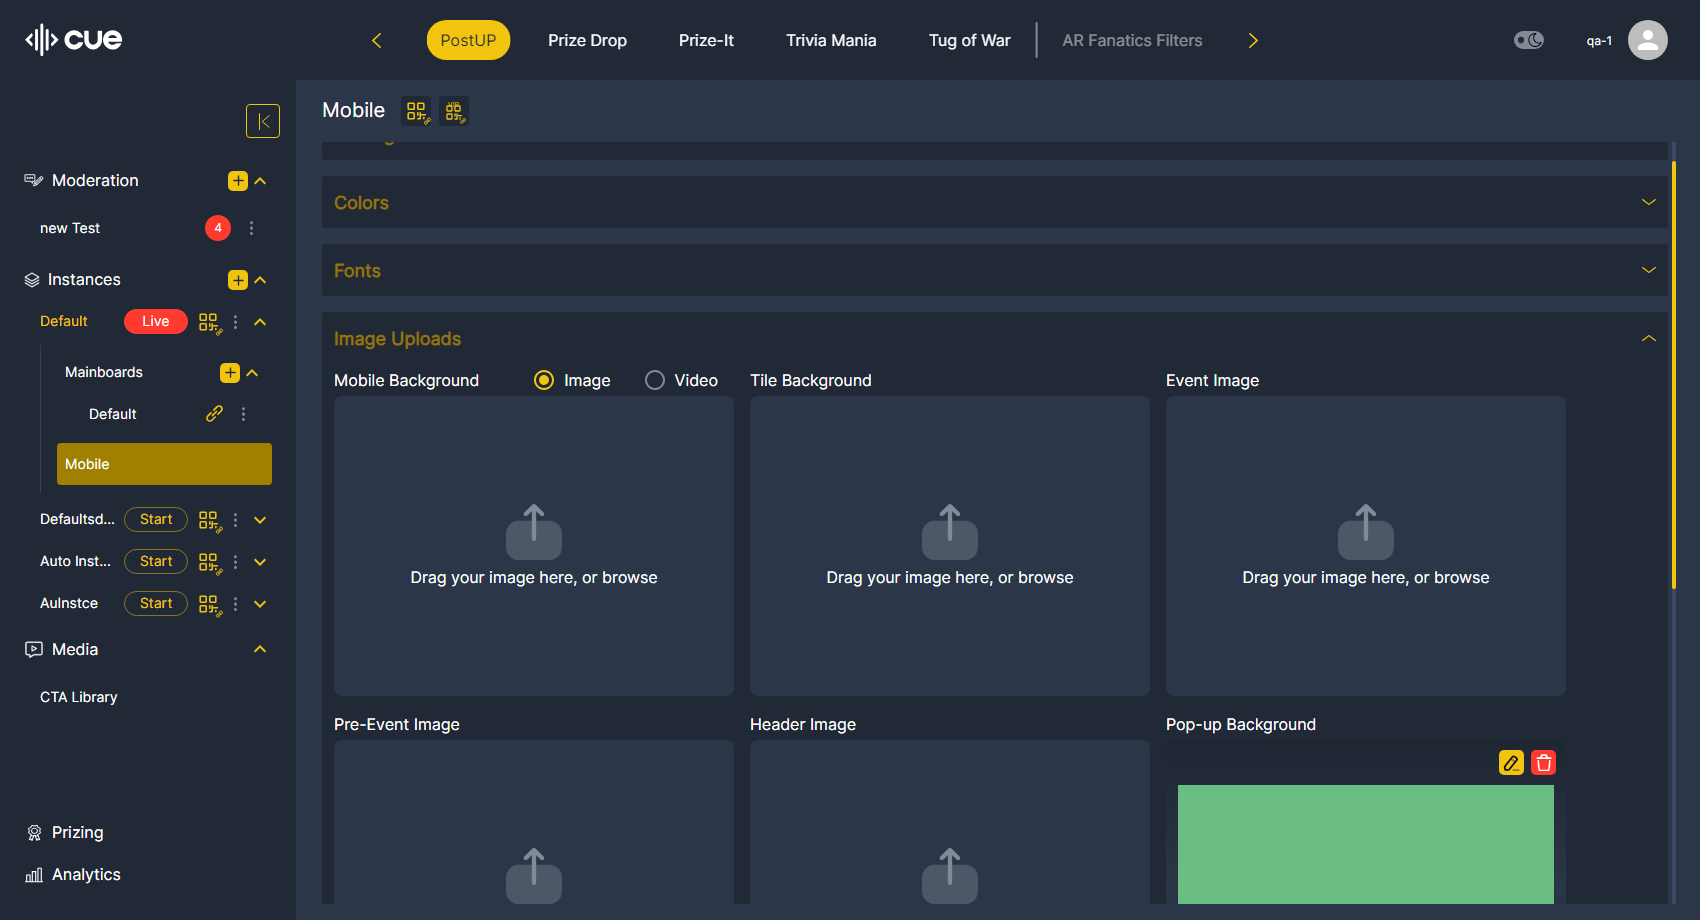 cue
PostUP
Prize Drop
Prize-It
Trivia Mania
Tug of War
AR Fanatics Filters
qa-1
Moderation
new Test
4
Instances
Default
Live
Mainboards
Default
Mobile
Defaultsd...
Start
Auto Inst...
Start
AuInstce
Start
Media
CTA Library
Prizing
Analytics
Mobile
VIP
Colors
Fonts
Image Uploads
Mobile Background
Image
Video
Tile Background
Event Image
Drag your image here, or browse
Drag your image here, or browse
Drag your image here, or browse
Pre-Event Image
Header Image
Pop-up Background